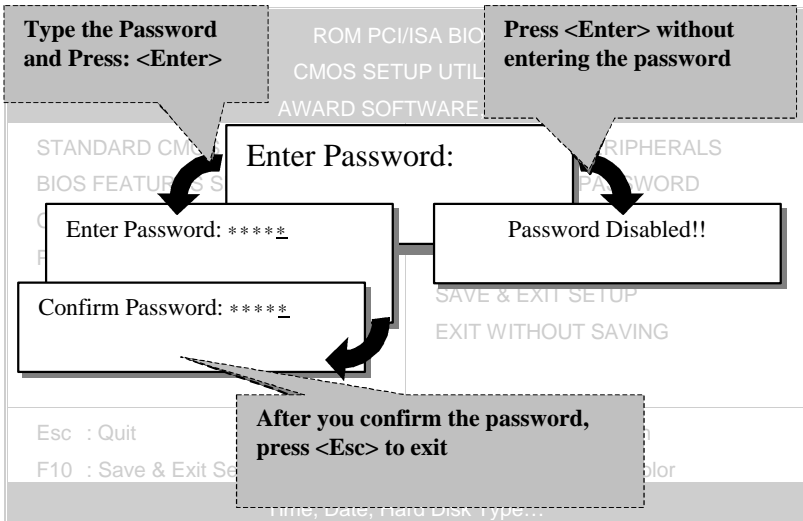 Type the Password
and Press: <Enter>
ROM PCI/ISA BIO
Press <Enter> without
entering the password
CMOS SETUP UTIL
AWARD SOFTWARE
STANDARD CMOS
RIPHERALS
BIOS FEATURES S
PASSWORD
Enter Password:
Enter Password: *****
Password Disabled!!
Confirm Password: *****
SAVE & EXIT SETUP
EXIT WITHOUT SAVING
After you confirm the password,
press <Esc> to exit
Esc : Quit
F10 : Save & Exit Se
olor
Time, Date, Hard Disk Type…